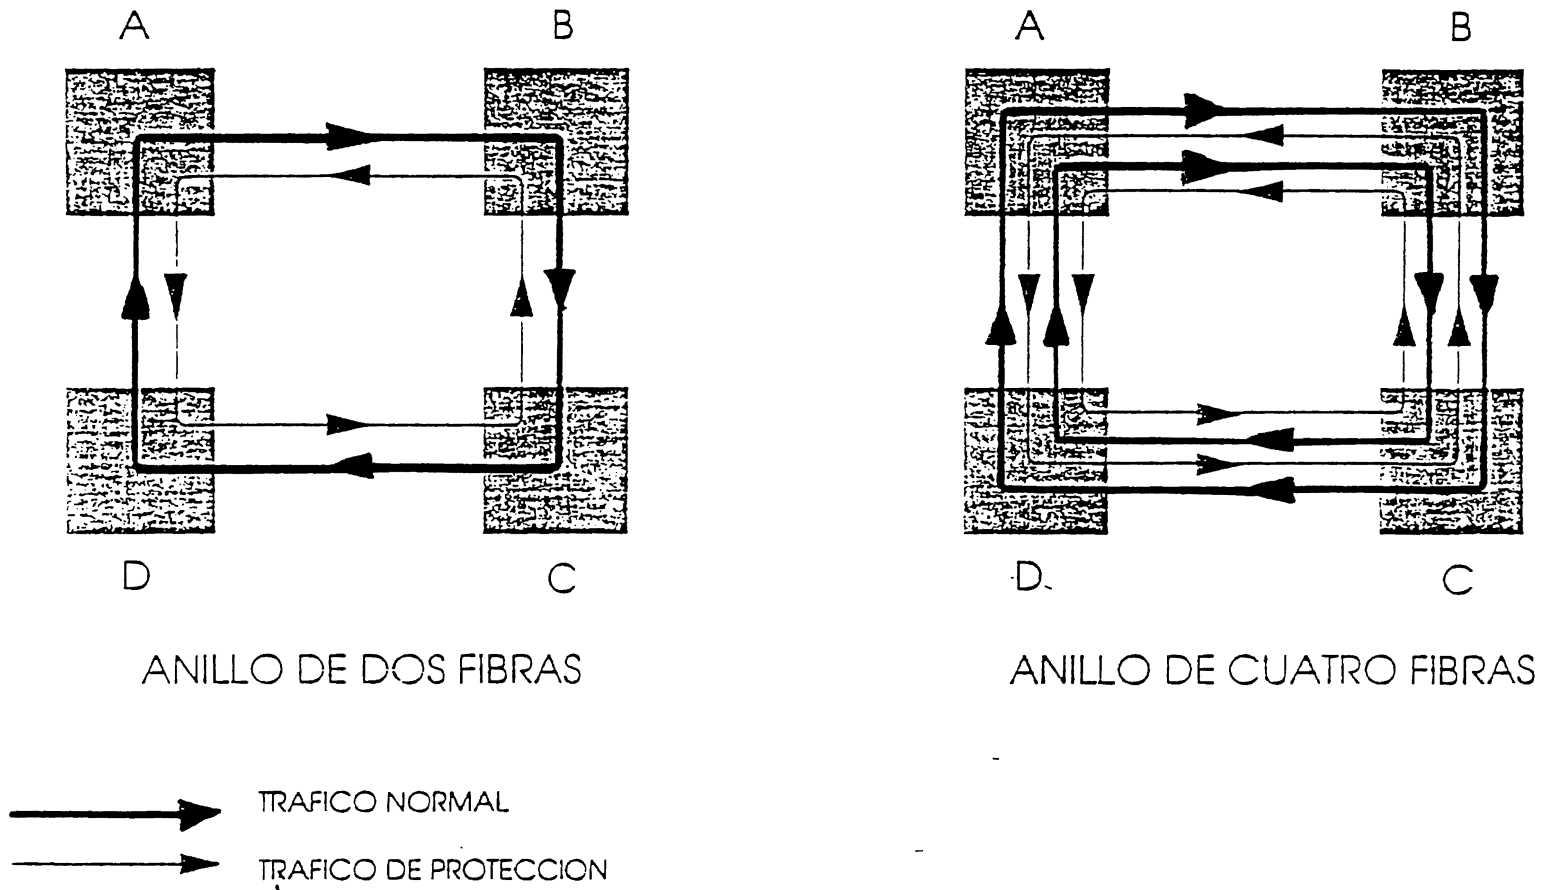 A
B
D
C
ANILLO DE DOS FIBRAS
A
B
D
C
ANILLO DE CUATRO FIBRAS
TRAFICO NORMAL
TRAFICO DE PROTECCION